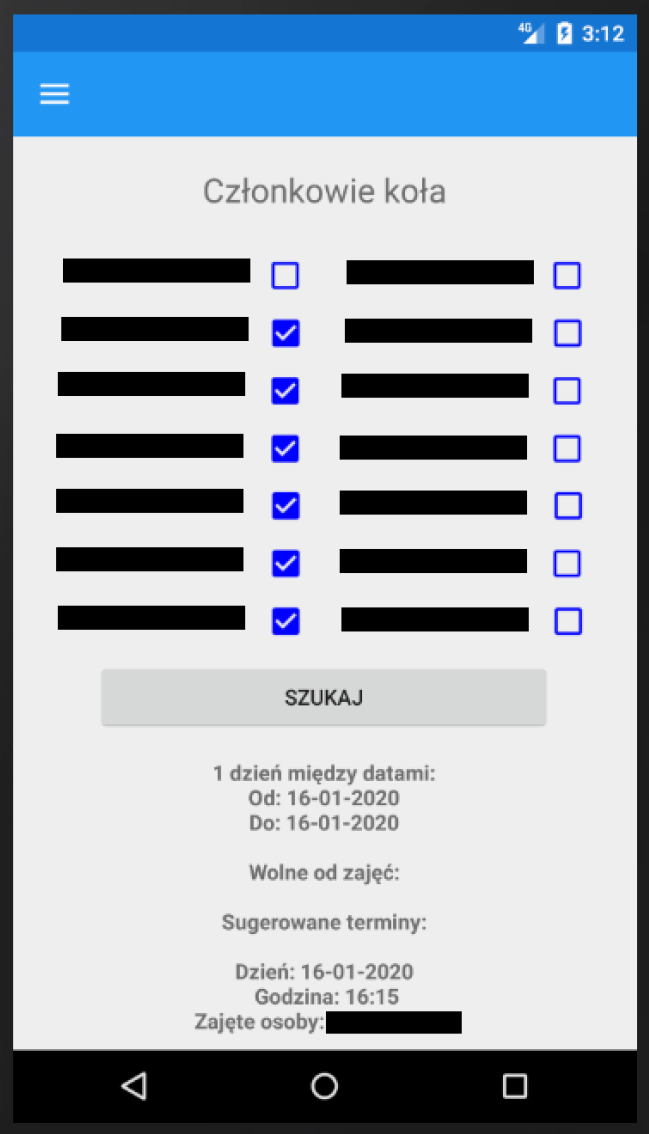 4G 3:12
Członkowie koła
SZUKAJ
1 dzień między datami:
Od: 16-01-2020
Do: 16-01-2020
Wolne od zajęć:
Sugerowane terminy:
Dzień: 16-01-2020
Godzina: 16:15
Zajęte osoby: